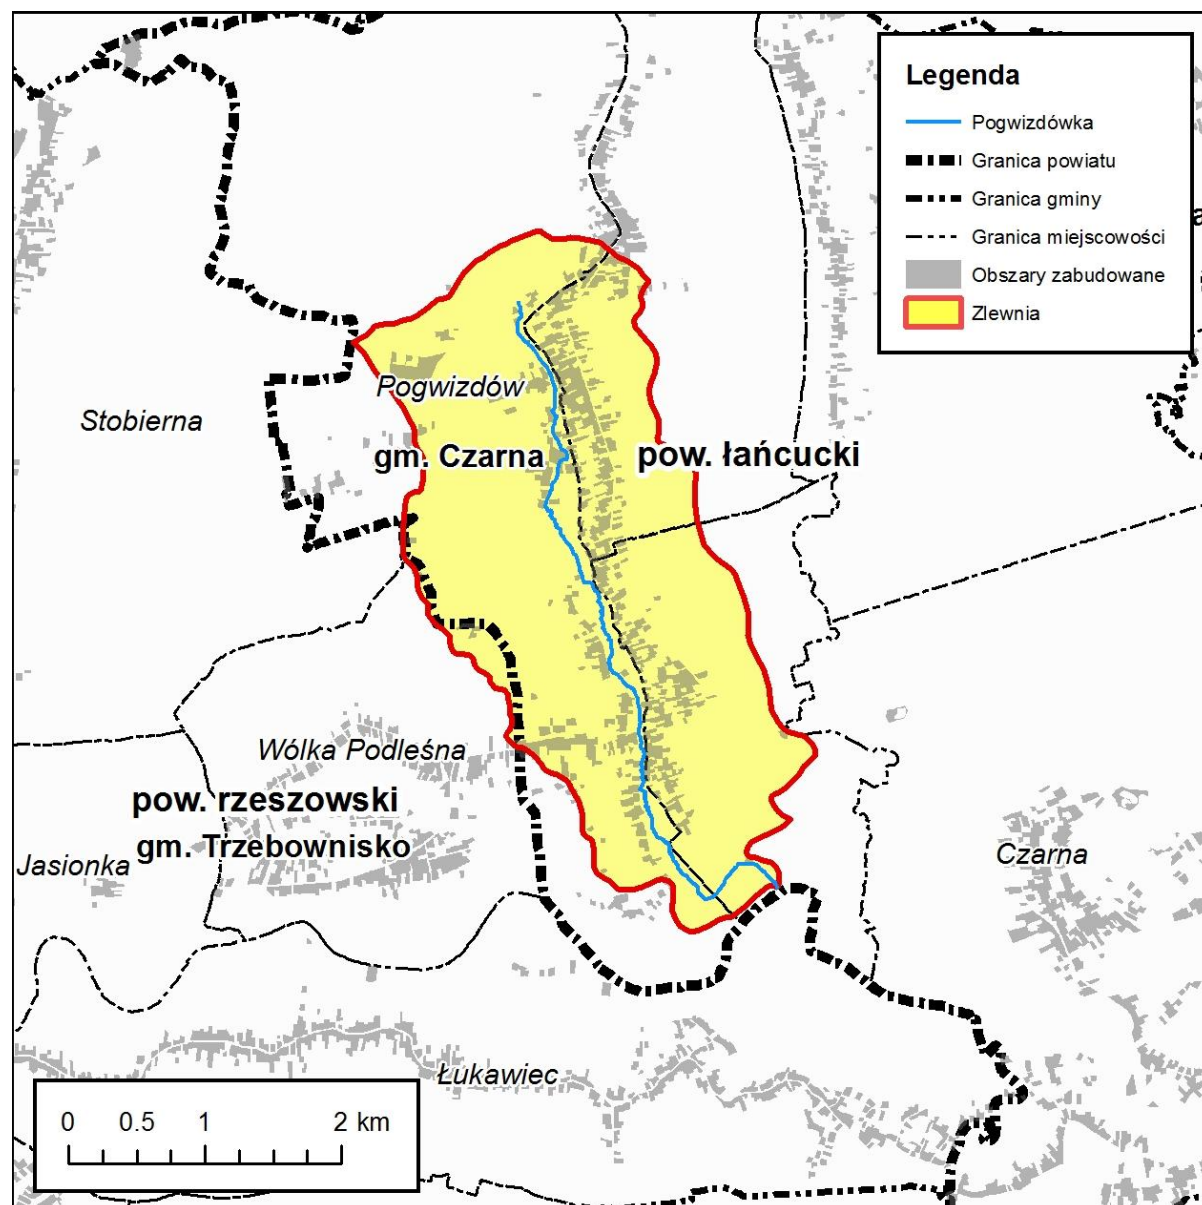 Legenda
Pogwizdówka
Granica powiatu
Granica gminy
Granica miejscowości
Obszary zabudowane
Zlewnia
a
Pogwizdów
Stobierna
gm. Czarna
pow. łańcucki
Wólka Podleśna
pow. rzeszowski
gm. Trzebownisko
Jasionka
Czarna
Łukawiec
0 0.5 1 2 km